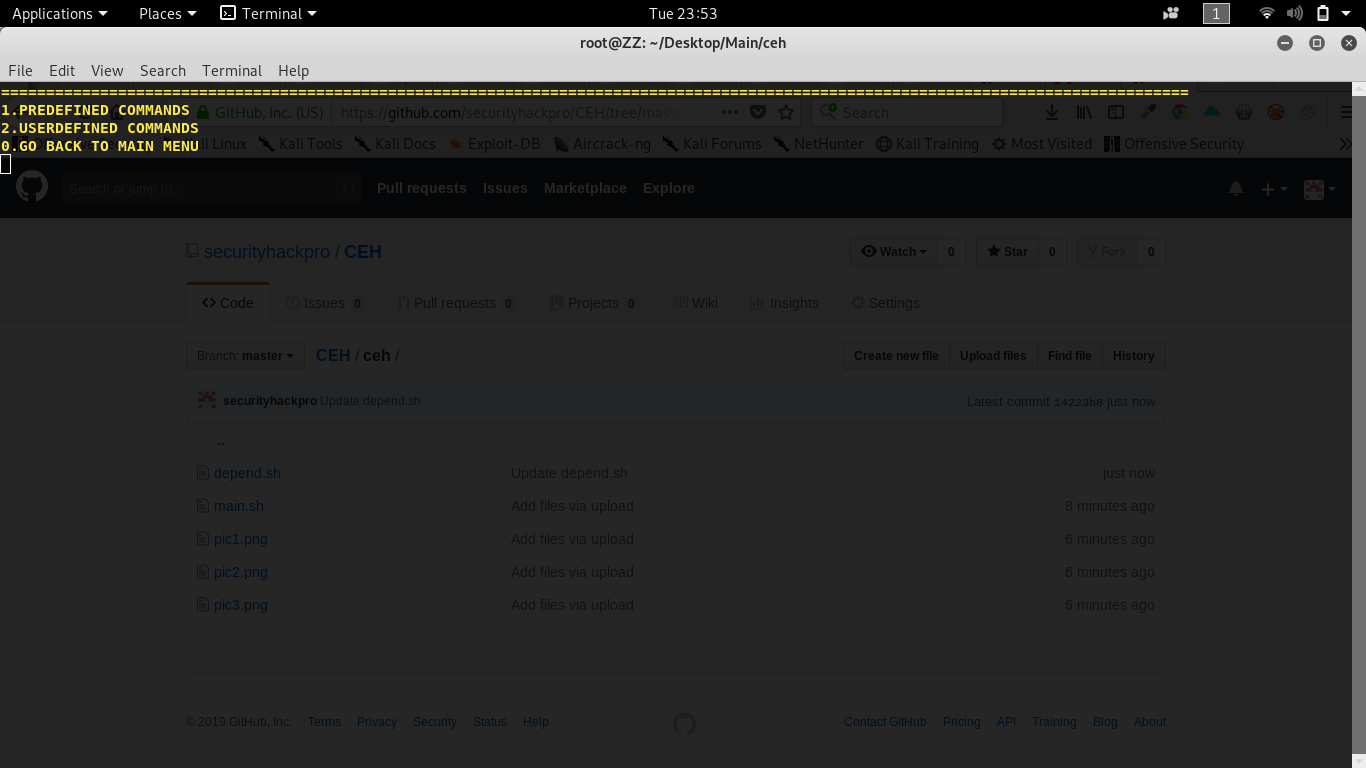 Applications Places Terminal Tue 23:53 1
root@ZZ: ~/Desktop/Main/ceh
File Edit View Search Terminal Help
====================================================================================================================================
1.PREDEFINED COMMANDS
GitHub, Inc. (US) https://github.com/securityhackpro/CEH/tree/mast Search
2.USERDEFINED COMMANDS
0.GO BACK TO MAIN MENU
Kali Linux Kali Tools Kali Docs Exploit-DB Aircrack-ng Kali Forums NetHunter Kali Training Most Visited Offensive Security
Search or jump to... / Pull requests Issues Marketplace Explore
securityhackpro / CEH Watch 0 Star 0 Fork 0
Code Issues 0 Pull requests 0 Projects 0 Wiki Insights Settings
Branch: master CEH / ceh / Create new file Upload files Find file History
securityhackpro Update depend.sh Latest commit 14223b8 just now
..
depend.sh Update depend.sh just now
main.sh Add files via upload 8 minutes ago
pic1.png Add files via upload 6 minutes ago
pic2.png Add files via upload 6 minutes ago
pic3.png Add files via upload 6 minutes ago
© 2019 GitHub, Inc. Terms Privacy Security Status Help Contact GitHub Pricing API Training Blog About